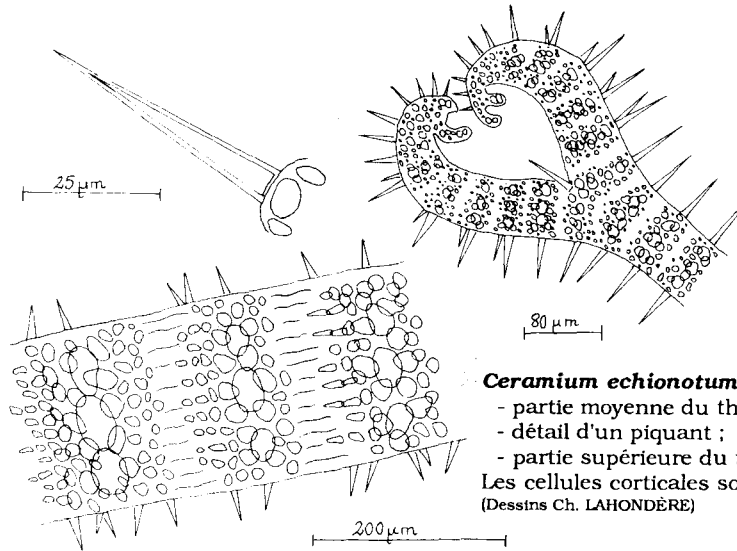 25 µm
80 µm
Ceramium echionotum
- partie moyenne du th
- détail d'un piquant ;
- partie supérieure du
Les cellules corticales so
(Dessins Ch. LAHONDÈRE)
200 µm